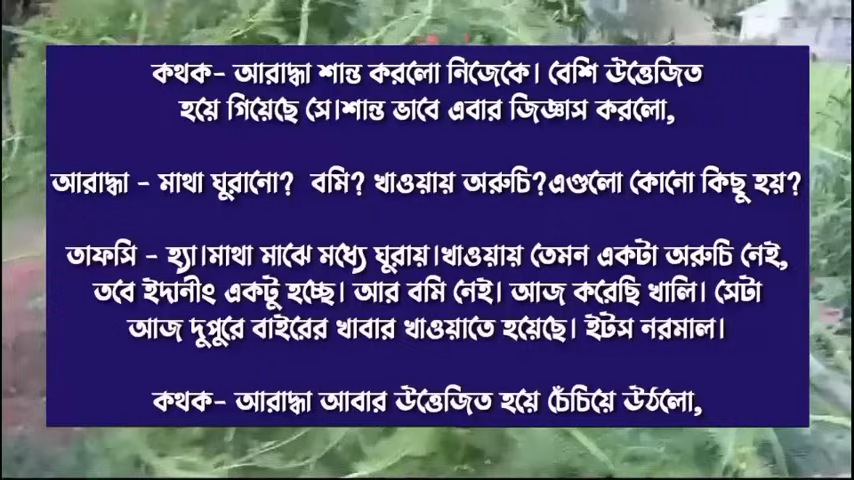 কথক- আরাদ্ধা শান্ত করলো নিজেকে। বেশি উত্তেজিত
হয়ে গিয়েছে সে।শান্ত ভাবে এবার জিজ্ঞাস করলো,
আরাদ্ধা - মাথা ঘুরানো? বমি? খাওয়ায় অরুচি?এগুলো কোনো কিছু হয়?
তাফসি - হ্যা।মাথা মাঝে মধ্যে ঘুরায়।খাওয়ায় তেমন একটা অরুচি নেই,
তবে ইদানীং একটু হচ্ছে। আর বমি নেই। আজ করেছি খালি। সেটা
আজ দুপুরে বাইরের খাবার খাওয়াতে হয়েছে। ইটস নরমাল।
কথক- আরাদ্ধা আবার উত্তেজিত হয়ে চেঁচিয়ে উঠলো,